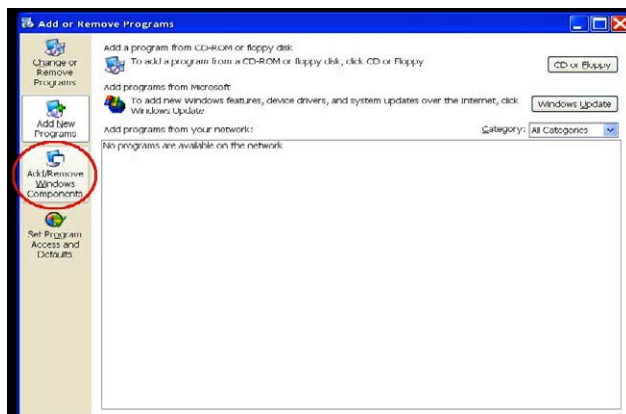 Add or Remove Programs
Change or
Remove
Programs
Add New
Programs
Add/Remove
Windows
Components
Set Program
Access and
Defaults
Add a program from CD-ROM or floppy disk
To add a program from a CD-ROM or floppy disk, click CD or Floppy
CD or Floppy
Add programs from Microsoft
To add new Windows features, device drivers, and system updates over the Internet, click
Windows Update
Windows Update
Add programs from your network:
Category: All Categories
No programs are available on the network